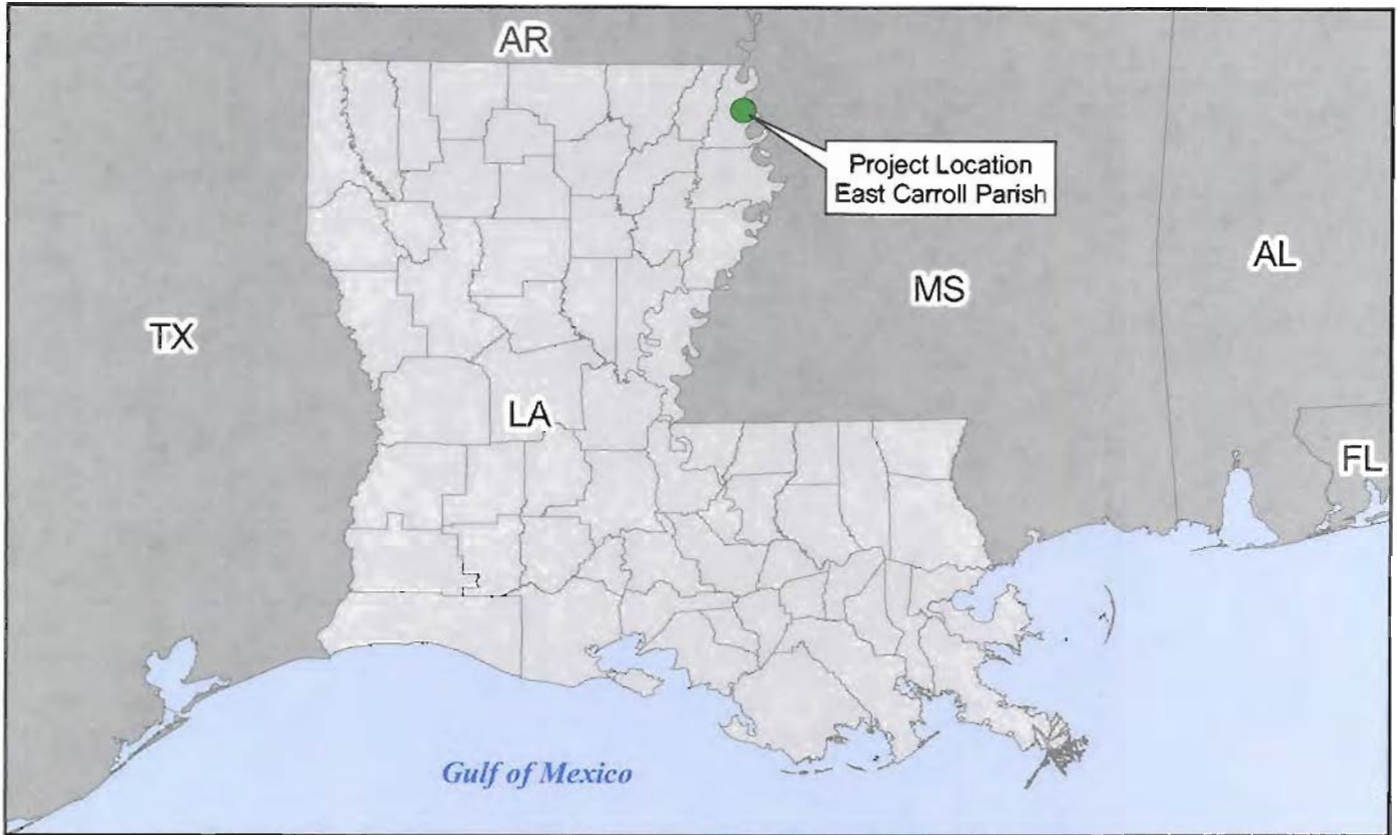 AR
Project Location
East Carroll Parish
AL
MS
TX
LA
FL
Gulf of Mexico